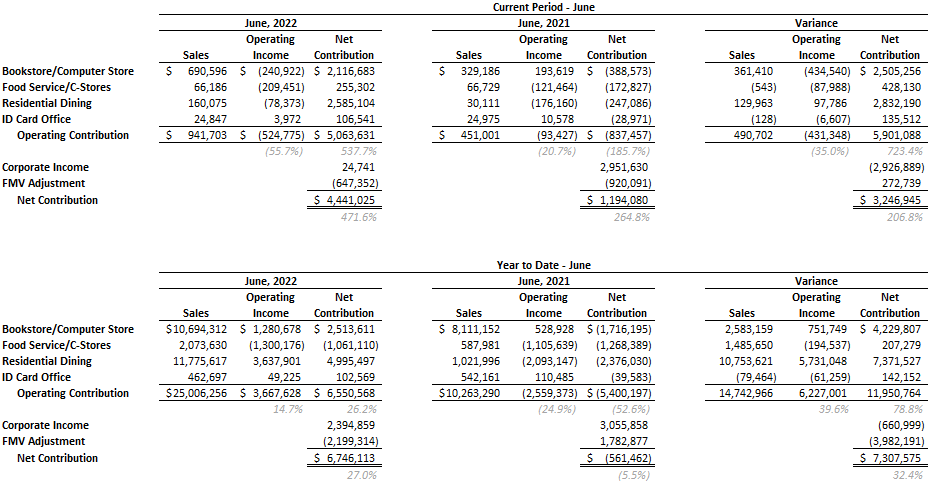 Current Period - June
June, 2022 June, 2021 Variance
Operating Net Operating Net Operating Net
Sales Income Contribution Sales Income Contribution Sales Income Contribution
Bookstore/Computer Store $ 690,596 $ (240,922) $ 2,116,683 $ 329,186 193,619 $ (388,573) 361,410 (434,540) $ 2,505,256
Food Service/C-Stores 66,186 (209,451) 255,302 66,729 (121,464) (172,827) (543) (87,988) 428,130
Residential Dining 160,075 (78,373) 2,585,104 30,111 (176,160) (247,086) 129,963 97,786 2,832,190
ID Card Office 24,847 3,972 106,541 24,975 10,578 (28,971) (128) (6,607) 135,512
Operating Contribution $ 941,703 $ (524,775) $ 5,063,631 $ 451,001 (93,427) $ (837,457) 490,702 (431,348) 5,901,088
(55.7%) 537.7% (20.7%) (185.7%) (35.0%) 723.4%
Corporate Income 24,741 2,951,630 (2,926,889)
FMV Adjustment (647,352) (920,091) 272,739
Net Contribution $ 4,441,025 $ 1,194,080 $ 3,246,945
471.6% 264.8% 206.8%
Year to Date - June
June, 2022 June, 2021 Variance
Operating Net Operating Net Operating Net
Sales Income Contribution Sales Income Contribution Sales Income Contribution
Bookstore/Computer Store $10,694,312 $ 1,280,678 $ 2,513,611 $ 8,111,152 528,928 $ (1,716,195) 2,583,159 751,749 $ 4,229,807
Food Service/C-Stores 2,073,630 (1,300,176) (1,061,110) 587,981 (1,105,639) (1,268,389) 1,485,650 (194,537) 207,279
Residential Dining 11,775,617 3,637,901 4,995,497 1,021,996 (2,093,147) (2,376,030) 10,753,621 5,731,048 7,371,527
ID Card Office 462,697 49,225 102,569 542,161 110,485 (39,583) (79,464) (61,259) 142,152
Operating Contribution $25,006,256 $ 3,667,628 $ 6,550,568 $10,263,290 (2,559,373) $ (5,400,197) 14,742,966 6,227,001 11,950,764
14.7% 26.2% (24.9%) (52.6%) 39.6% 78.8%
Corporate Income 2,394,859 3,055,858 (660,999)
FMV Adjustment (2,199,314) 1,782,877 (3,982,191)
Net Contribution $ 6,746,113 $ (561,462) $ 7,307,575
27.0% (5.5%) 32.4%